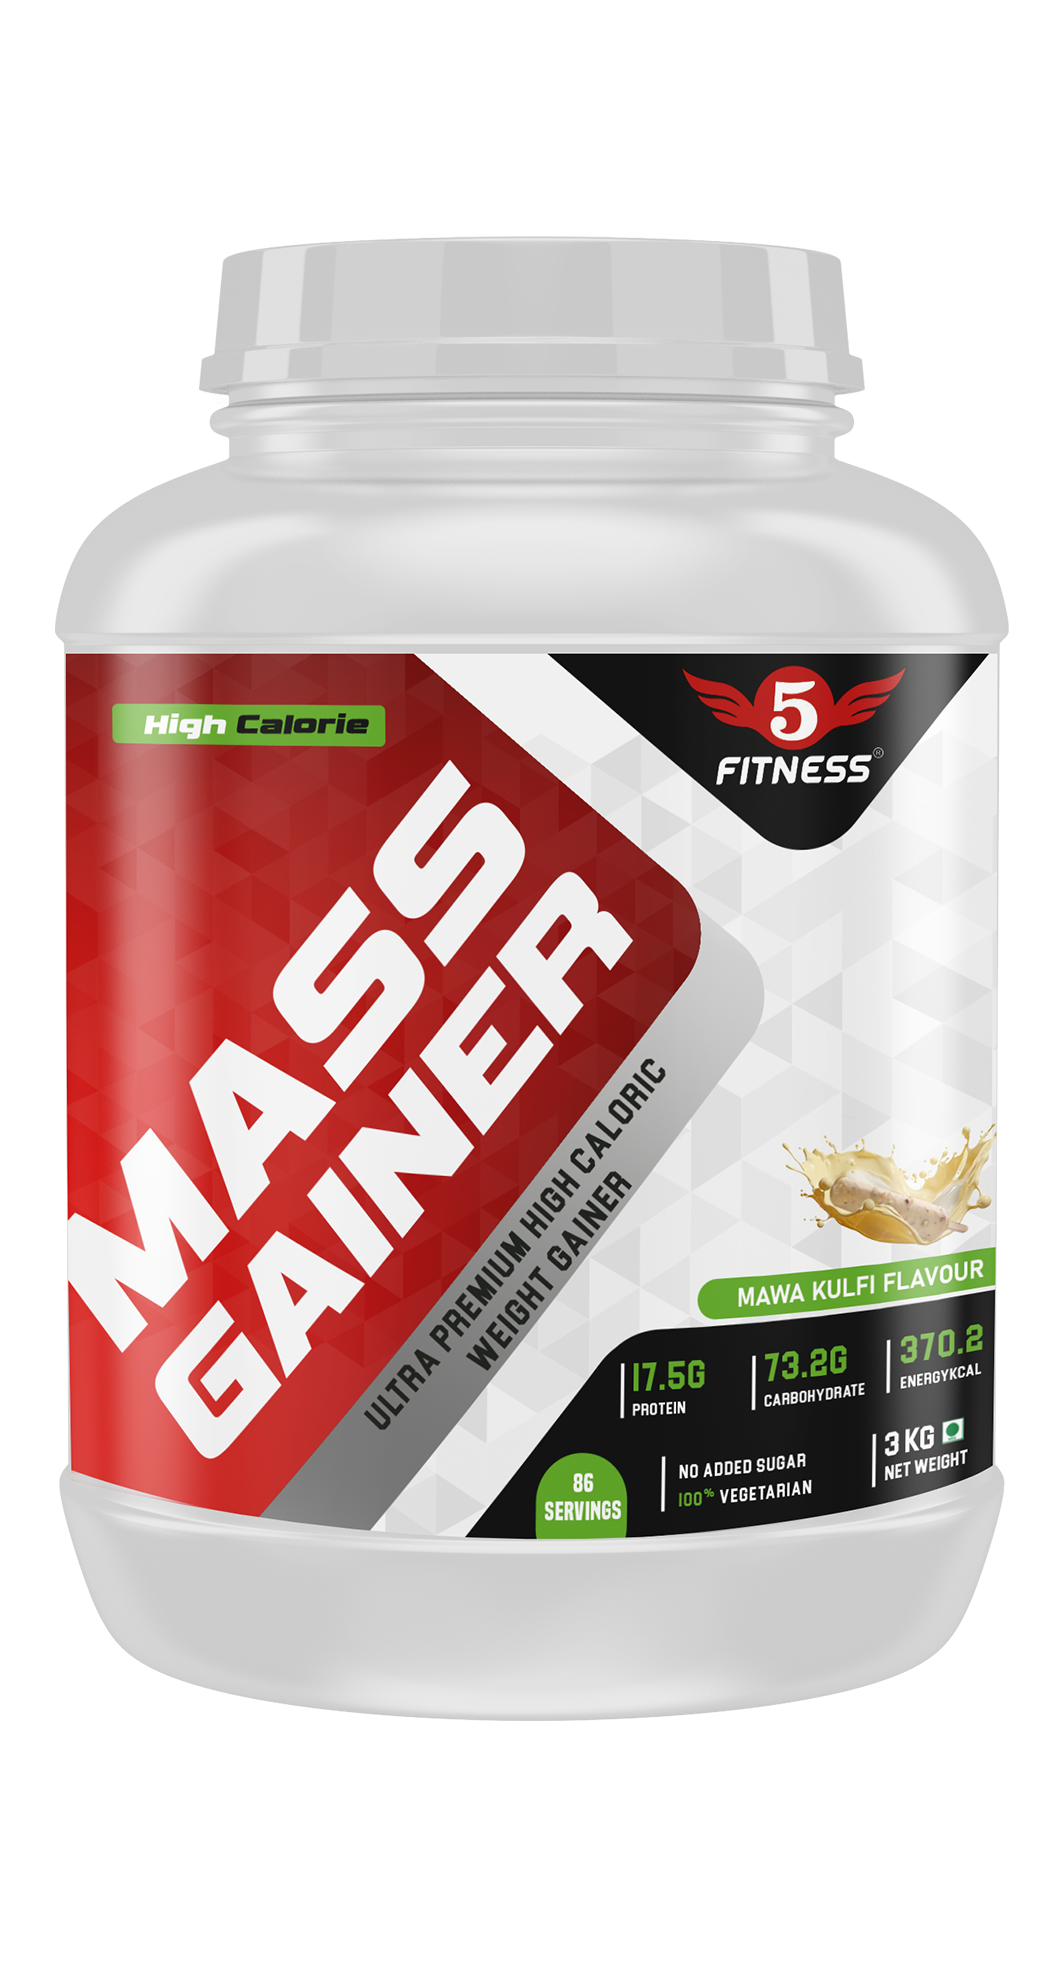 High Calorie
5
FITNESS®
MASS
GAINER
ULTRA PREMIUM HIGH CALORIC
WEIGHT GAINER
MAWA KULFI FLAVOUR
17.5G
PROTEIN
73.2G
CARBOHYDRATE
370.2
ENERGYKCAL
86
SERVINGS
NO ADDED SUGAR
100% VEGETARIAN
3 KG
NET WEIGHT